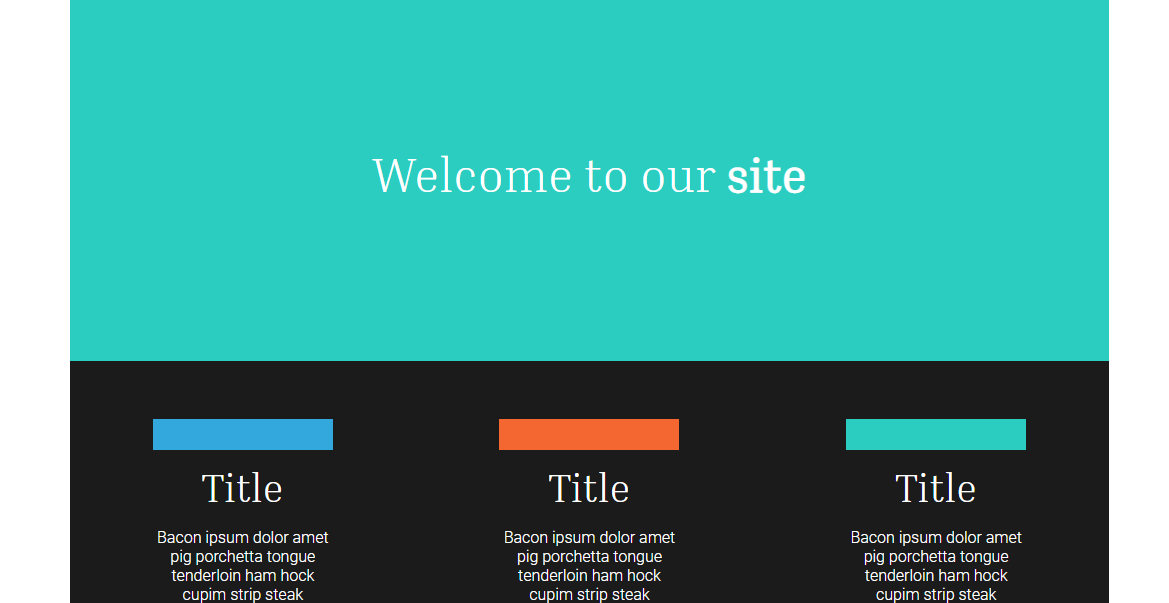 Welcome to our site
Title
Bacon ipsum dolor amet
pig porchetta tongue
tenderloin ham hock
cupim strip steak
Title
Bacon ipsum dolor amet
pig porchetta tongue
tenderloin ham hock
cupim strip steak
Title
Bacon ipsum dolor amet
pig porchetta tongue
tenderloin ham hock
cupim strip steak